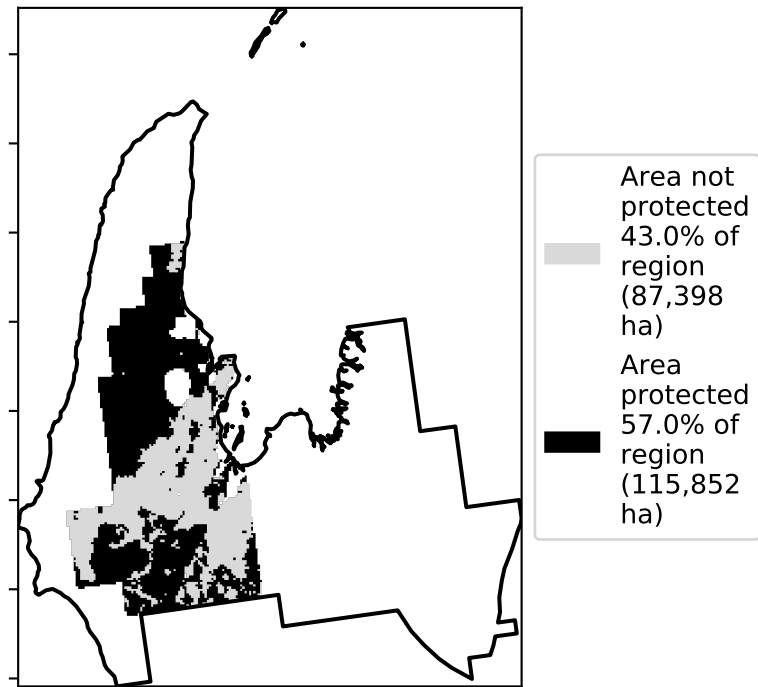 Area not
protected
43.0% of
region
(87,398
ha)
Area
protected
57.0% of
region
(115,852
ha)